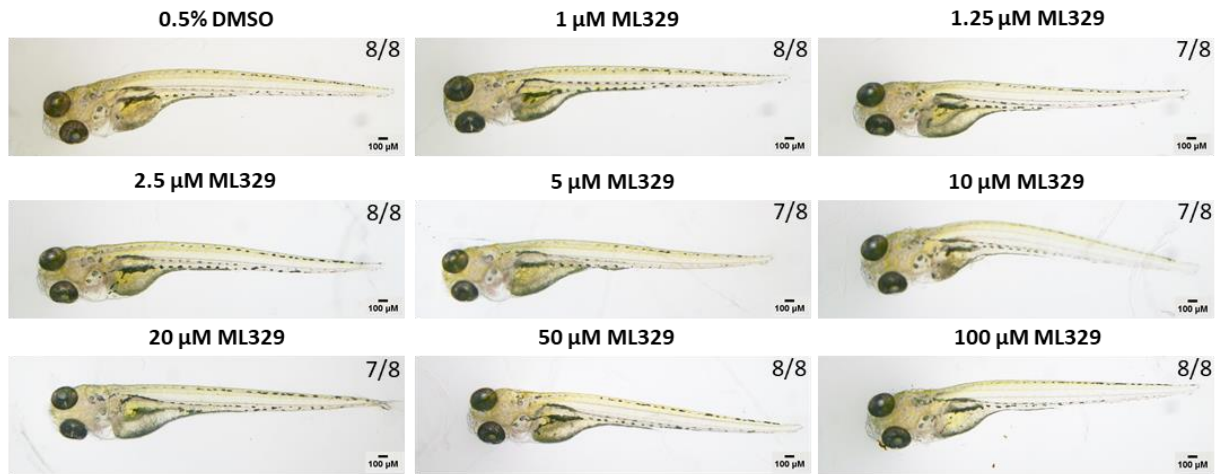 0.5% DMSO
8/8
100 µM
1 µM ML329
8/8
100 µM
1.25 µM ML329
7/8
100 µM
2.5 µM ML329
8/8
100 µM
5 µM ML329
7/8
100 µM
10 µM ML329
7/8
100 µM
20 µM ML329
7/8
100 µM
50 µM ML329
8/8
100 µM
100 µM ML329
8/8
100 µM